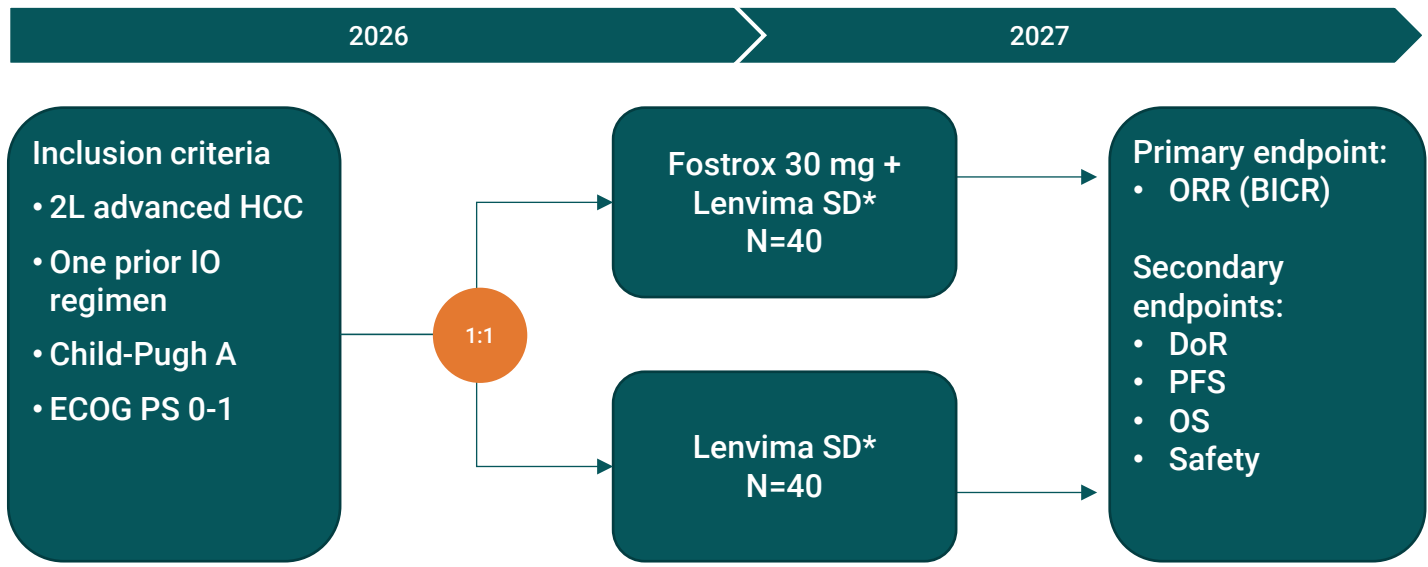 2026
2027
Inclusion criteria
• 2L advanced HCC
• One prior IO
regimen
• Child-Pugh A
• ECOG PS 0-1
1:1
Fostrox 30 mg +
Lenvima SD*
N=40
Lenvima SD*
N=40
Primary endpoint:
• ORR (BICR)
Secondary
endpoints:
• DoR
• PFS
• OS
• Safety